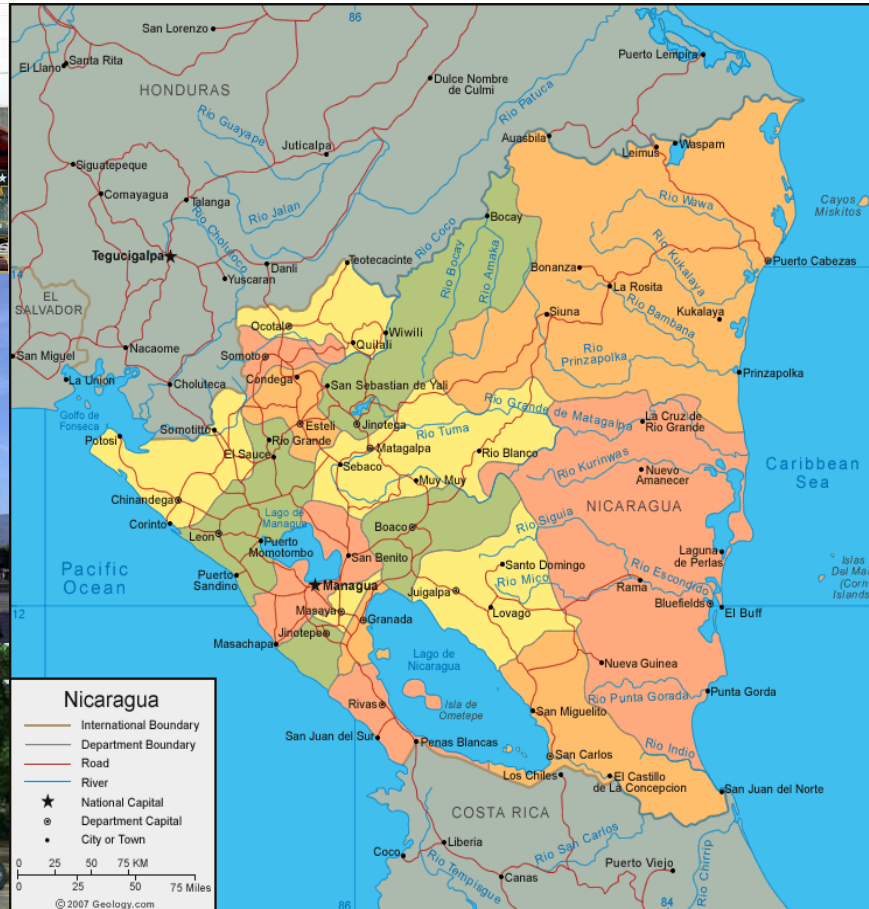 86
San Lorenzo
Puerto Lempira
Santa Rita
El Llano
Dulce Nombre
de Culmi
HONDURAS
Rio Patuca
Rio Guayape
Auasbila
Juticalpa
Leimus
Waspam
Siguatepeque
Comayagua
Talanga
Rio Wawa
Cayos
Miskitos
Rio Jalan
Rio Choluteco
Bocay
Rio Coco
Rio Kukalaya
Tegucigalpa
Teotecacinte
Rio Bocay
Rio Amaka
Danli
Bonanza
Puerto Cabezas
14
Yuscaran
La Rosita
EL
SALVADOR
Rio Bambana
Kukalaya
Ocotal
Wiwili
Siuna
Quilali
Nacaome
Rio
Prinzapolka
San Miguel
Somoto
Prinzapolka
La Union
Choluteca
Condega
San Sebastian de Yali
Golfo de
Fonseca
Rio Grande de Matagalpa
La Cruz de
Rio Grande
Somotitto
Esteli
Jinotega
Rio Tuma
Potosi
Rio Grande
Matagalpa
El Sauce
Rio Blanco
Rio Kurinwas
Sebaco
Nuevo
Amanecer
Caribbean
Sea
Muy Muy
Chinandega
NICARAGUA
Corinto
Lago de
Managua
Rio Siguia
Boaco
Leon
Puerto
Momotombo
San Benito
Laguna
de Perlas
Pacific
Ocean
Santo Domingo
Islas
Del Ma
(Corn
Islands
Puerto
Sandino
Rio Mico
Rio Escondido
Managua
Juigalpa
Rama
Bluefields
El Buff
12
Masaya
Lovago
Granada
Jinotepe
Masachapa
Lago de
Nicaragua
Nueva Guinea
Rio Punta Gorada
Punta Gorda
Isla de
Ometepe
Rivas
San Miguelito
San Juan del Sur
Penas Blancas
Rio Indio
San Carlos
Los Chiles
El Castillo
de La Concepcion
San Juan del Norte
COSTA RICA
Liberia
Rio San Carlos
Coco
Rio Tempisque
Puerto Viejo
Rio Chirrip
Canas
86
84
Nicaragua
International Boundary
Department Boundary
Road
River
National Capital
Department Capital
City or Town
0 25 50 75 KM
0 25 50 75 Miles
© 2007 Geology.com